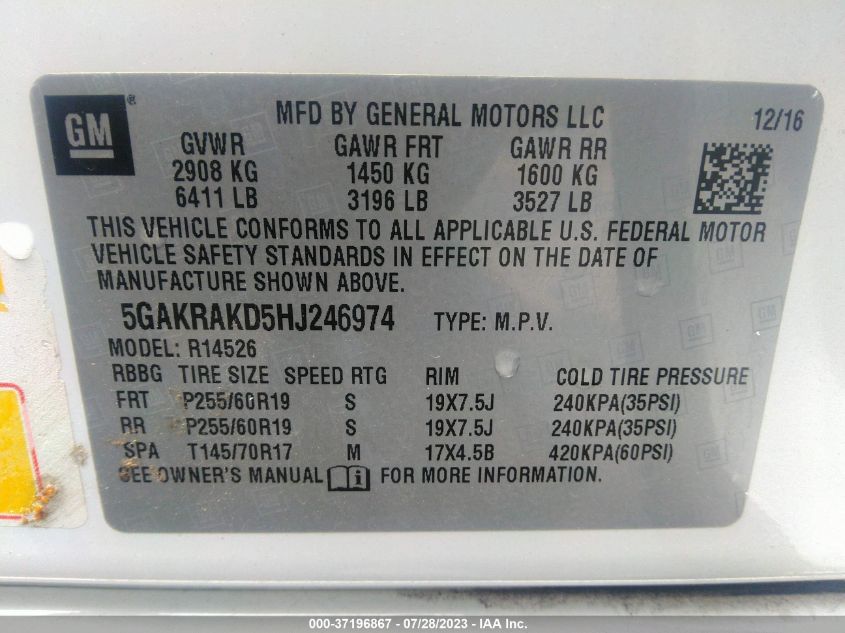 GM ®
MFD BY GENERAL MOTORS LLC 12/16
GVWR GAWR FRT GAWR RR
2908 KG 1450 KG 1600 KG
6411 LB 3196 LB 3527 LB
THIS VEHICLE CONFORMS TO ALL APPLICABLE U.S. FEDERAL MOTOR
VEHICLE SAFETY STANDARDS IN EFFECT ON THE DATE OF
MANUFACTURE SHOWN ABOVE.
5GAKRAKD5HJ246974 TYPE: M.P.V.
MODEL: R14526
RBBG TIRE SIZE SPEED RTG RIM COLD TIRE PRESSURE
FRT P255/60R19 S 19X7.5J 240KPA(35PSI)
RR P255/60R19 S 19X7.5J 240KPA(35PSI)
SPA T145/70R17 M 17X4.5B 420KPA(60PSI)
SEE OWNER'S MANUAL i FOR MORE INFORMATION.
000-37196867 - 07/28/2023 - IAA Inc.